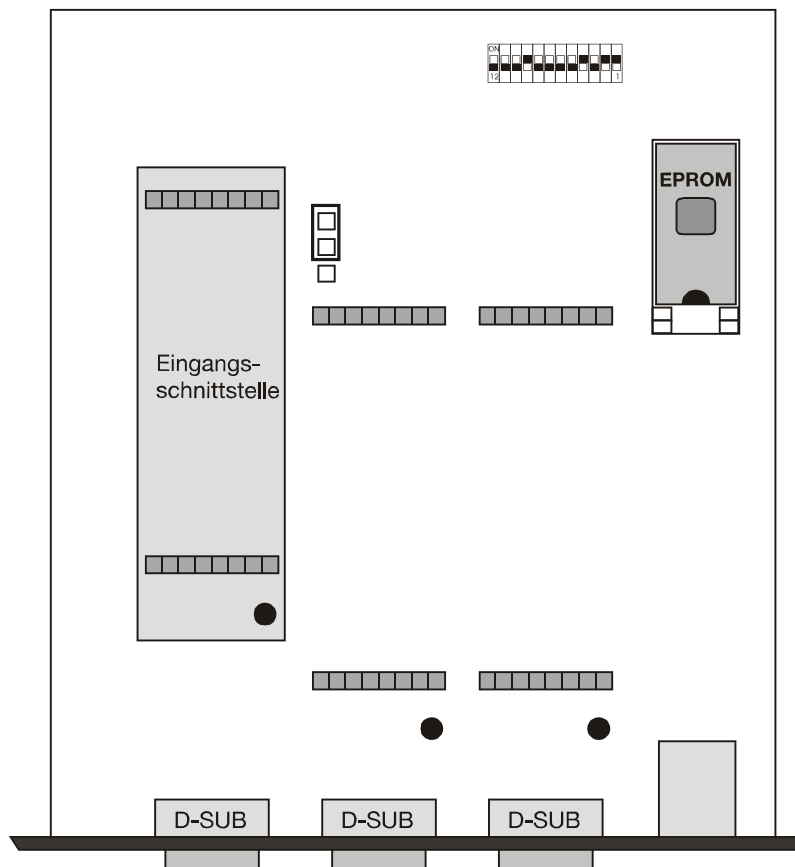 ON
12 1
EPROM
Eingangs-
schnittstelle
D-SUB D-SUB D-SUB